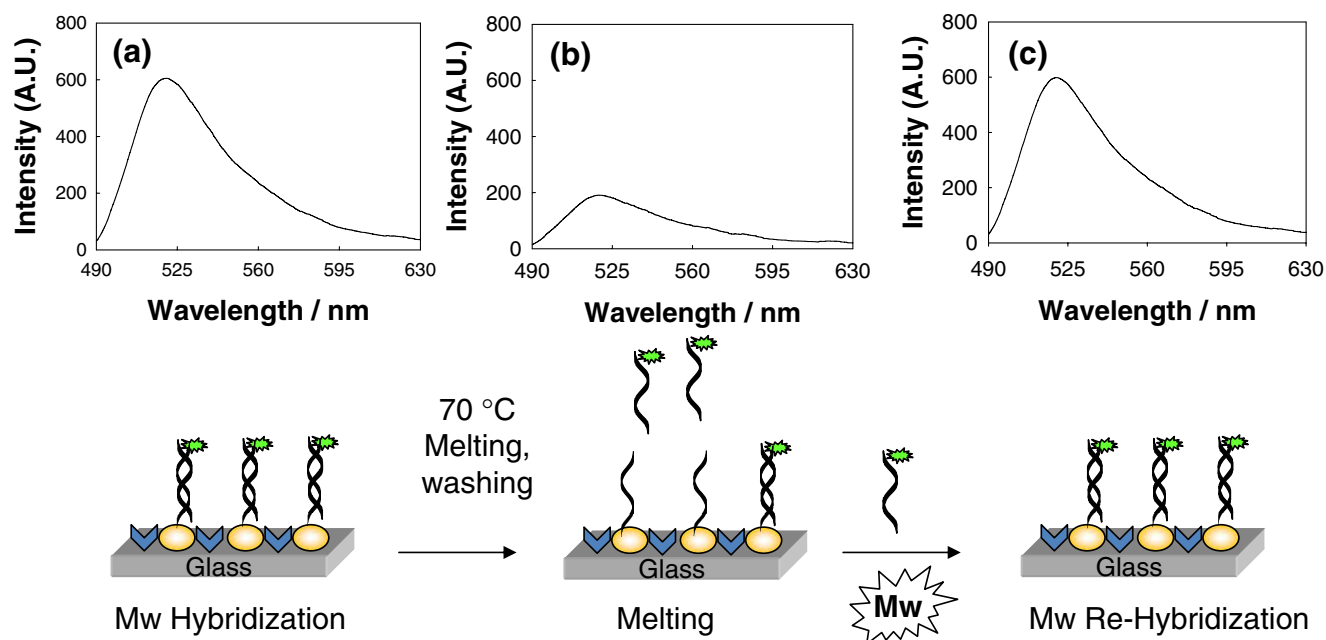 (a)
Intensity (A.U.)
800
600
400
200
0
490 525 560 595 630
Wavelength / nm
(b)
Intensity (A.U.)
800
600
400
200
0
490 525 560 595 630
Wavelength / nm
(c)
Intensity (A.U.)
800
600
400
200
0
490 525 560 595 630
Wavelength / nm
Glass
Mw Hybridization
70 °C
Melting,
washing
Glass
Melting
Mw
Glass
Mw Re-Hybridization